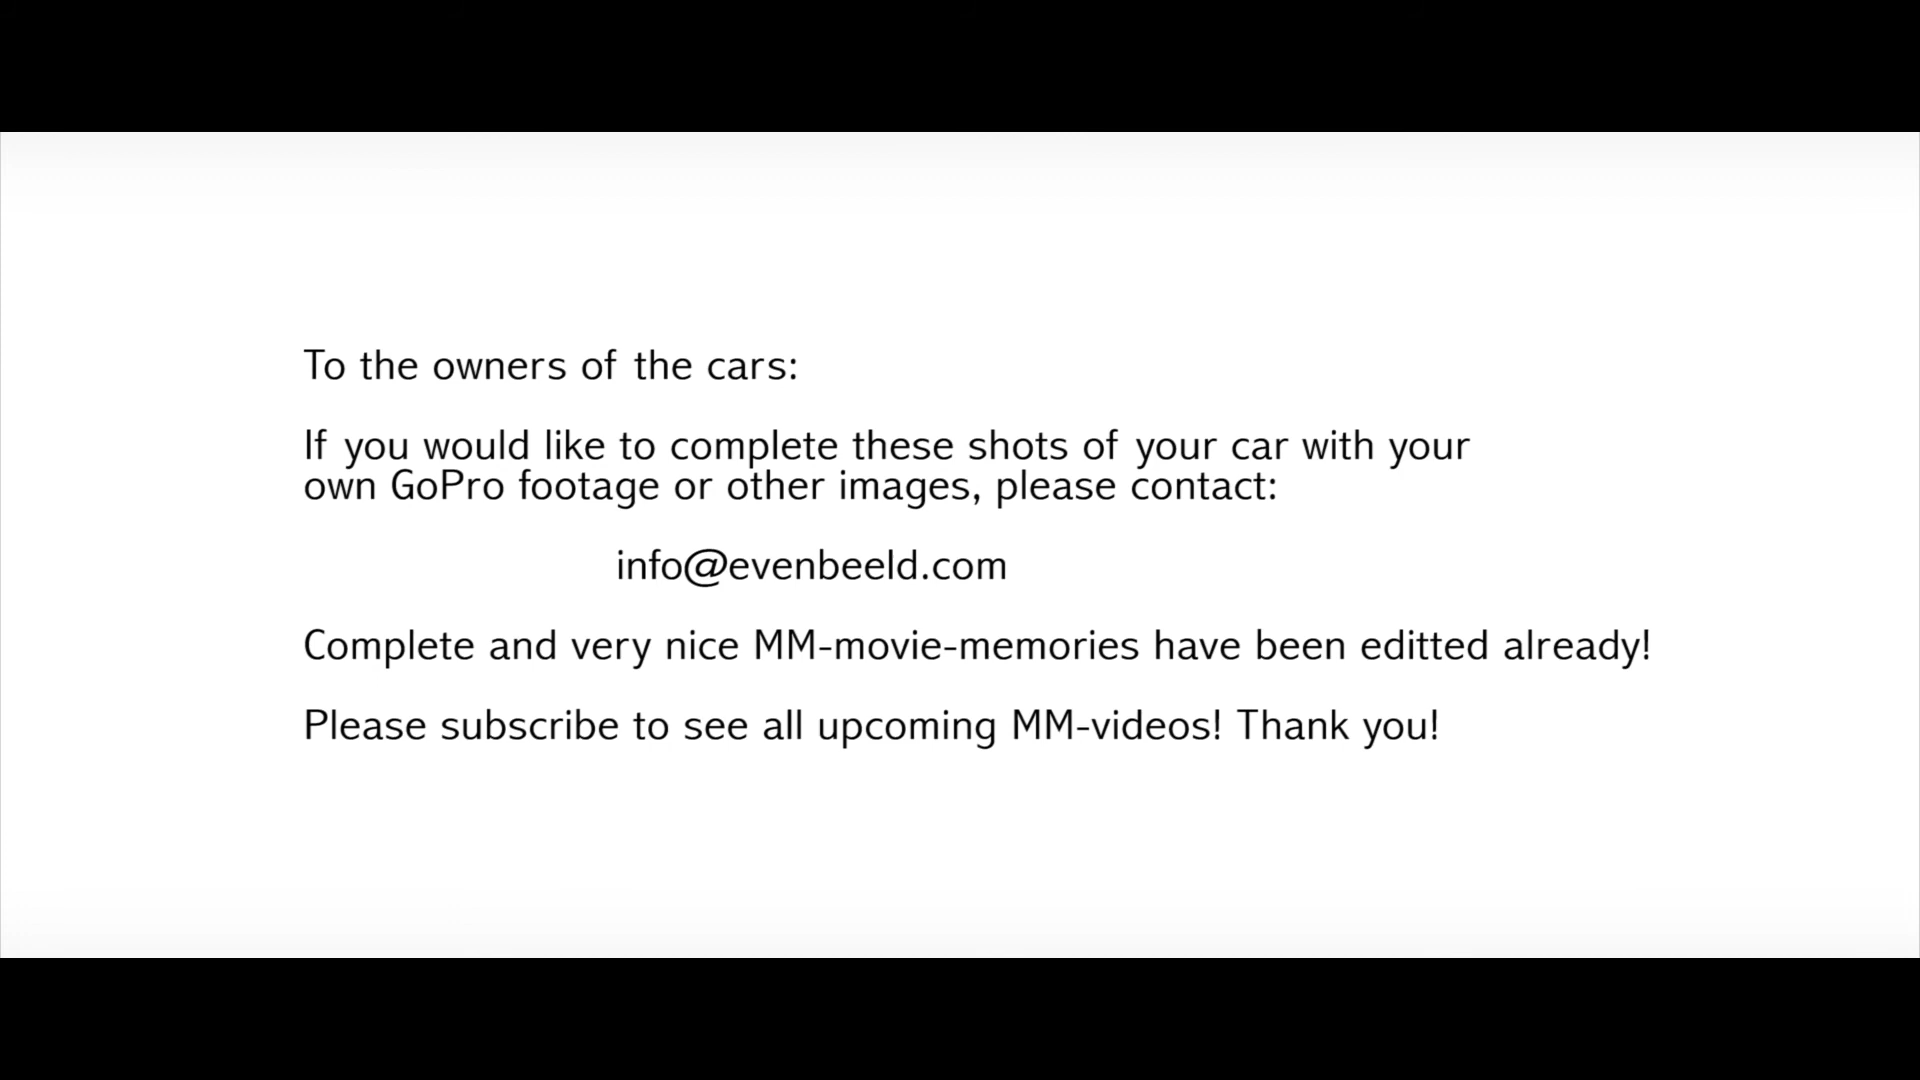 To the owners of the cars:
If you would like to complete these shots of your car with your
own GoPro footage or other images, please contact:
info@evenbeeld.com
Complete and very nice MM-movie-memories have been editted already!
Please subscribe to see all upcoming MM-videos! Thank you!